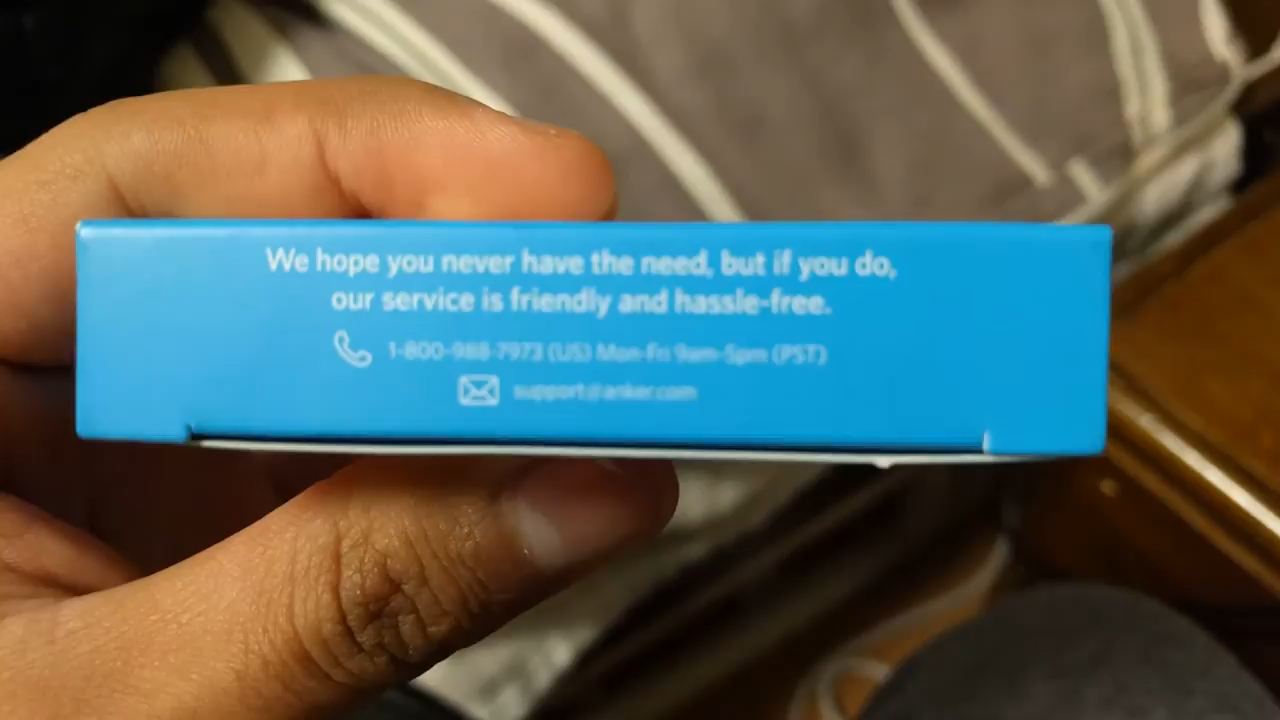 We hope you never have the need, but if you do,
our service is friendly and hassle-free.
1-800-988-7973 (US) Mon-Fri 9am-5pm (PST)
support@anker.com